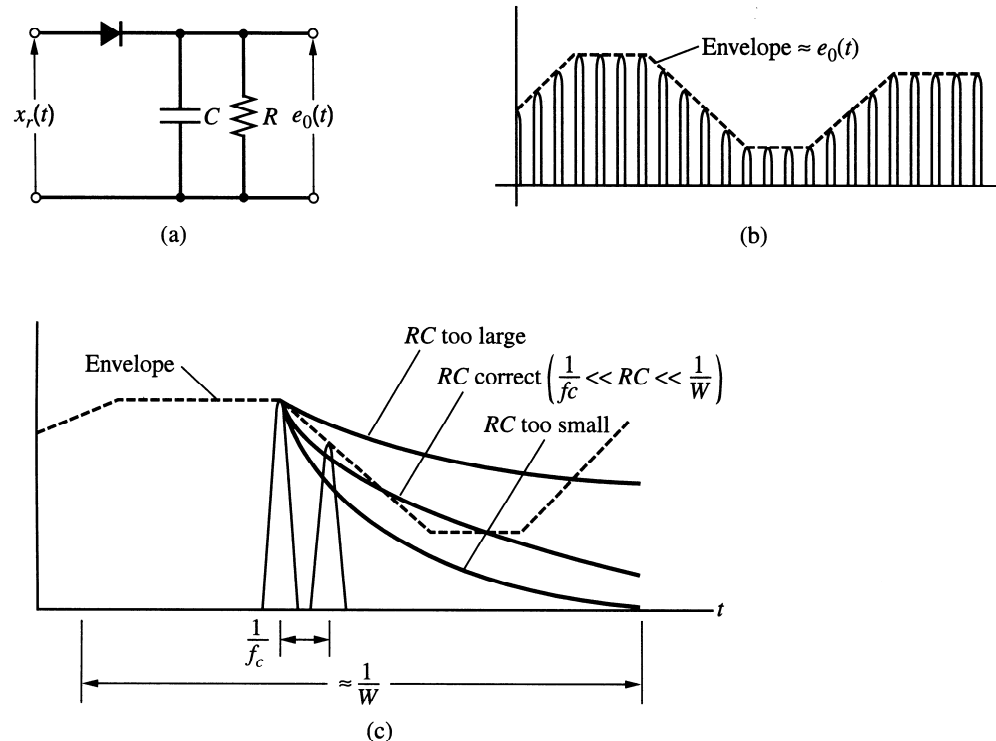 x_r(t)
C
R
e_0(t)
(a)
Envelope ≈ e_0(t)
(b)
RC too large
Envelope
RC correct (1/fc << RC << 1/W)
RC too small
t
1/f_c
≈ 1/W
(c)